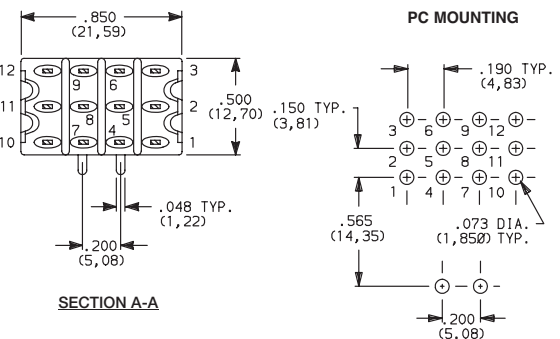 .850
(21,59)
12 9 6 3
11 8 5 2
10 7 4 1
.500
(12,70)
.048 TYP.
(1,22)
.200
(5,08)
SECTION A-A
PC MOUNTING
.190 TYP.
(4,83)
.150 TYP.
(3,81)
3 6 9 12
2 5 8 11
1 4 7 10
.565
(14,35)
.073 DIA.
(1,85Ø) TYP.
.200
(5,08)